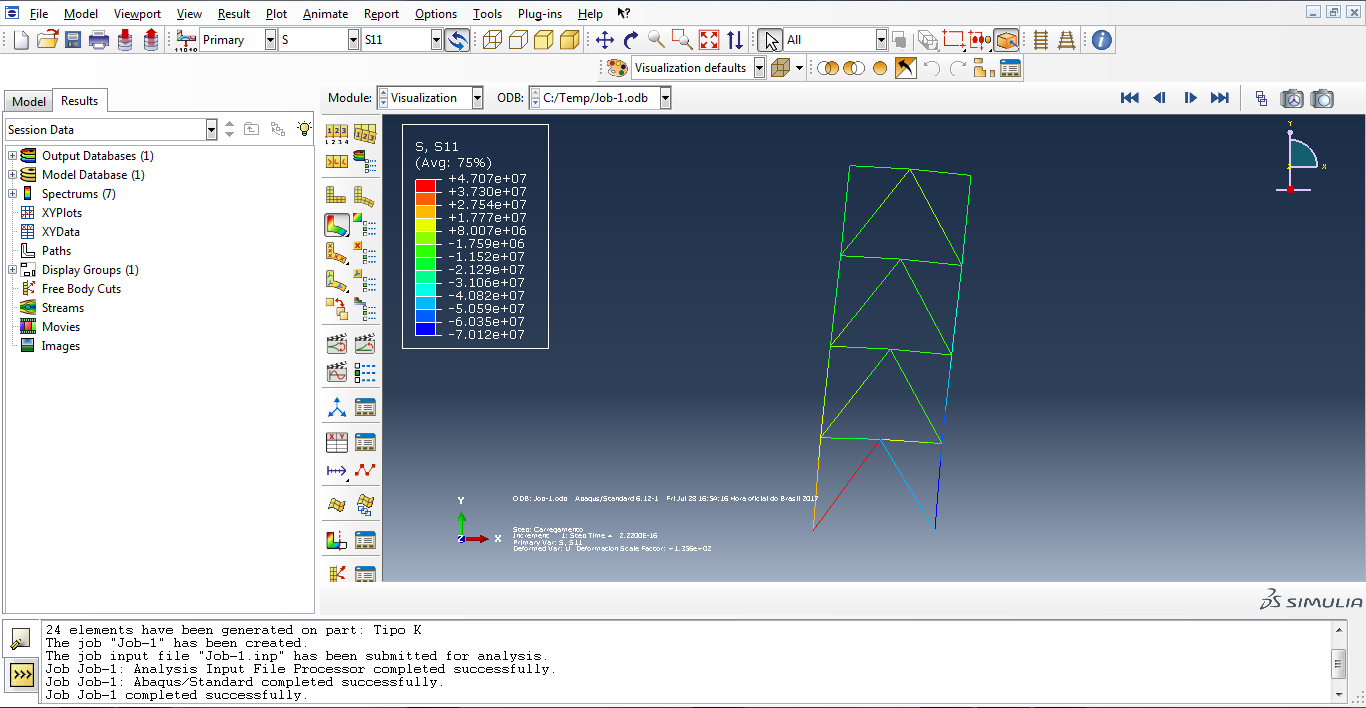 File Model Viewport View Result Plot Animate Report Options Tools Plug-ins Help
Primary S S11 All
Visualization defaults
Model Results Module: Visualization ODB: C:/Temp/Job-1.odb
Session Data
Output Databases (1)
Model Database (1)
Spectrums (7)
XYPlots
XYData
Paths
Display Groups (1)
Free Body Cuts
Streams
Movies
Images
S, S11
(Avg: 75%)
+4.707e+07
+3.730e+07
+2.754e+07
+1.777e+07
+8.007e+06
-1.759e+06
-1.152e+07
-2.129e+07
-3.106e+07
-4.082e+07
-5.059e+07
-6.035e+07
-7.012e+07
Y
X
Y
X
Z
ODB: Job-1.odb Abaqus/Standard 6.12-1 Fri Jul 28 16:54:16 Hora oficial do Brasil 2017
Step: Carregamento
Increment 1: Step Time = 2.2200E-16
Primary Var: S, S11
Deformed Var: U Deformation Scale Factor: +1.356e+02
SIMULIA
24 elements have been generated on part: Tipo K
The job "Job-1" has been created.
The job input file "Job-1.inp" has been submitted for analysis.
Job Job-1: Analysis Input File Processor completed successfully.
Job Job-1: Abaqus/Standard completed successfully.
Job Job-1 completed successfully.